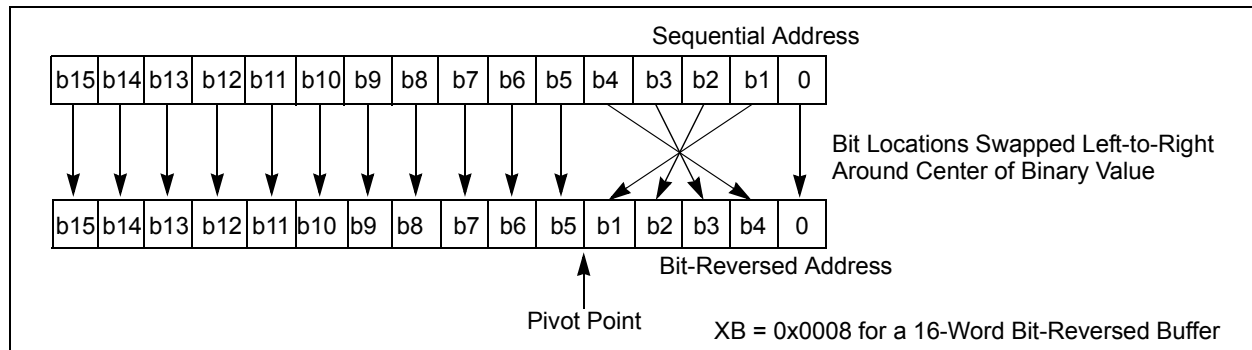 Sequential Address
b15 b14 b13 b12 b11 b10 b9 b8 b7 b6 b5 b4 b3 b2 b1 0
Bit Locations Swapped Left-to-Right
Around Center of Binary Value
b15 b14 b13 b12 b11 b10 b9 b8 b7 b6 b5 b1 b2 b3 b4 0
Bit-Reversed Address
Pivot Point
XB = 0x0008 for a 16-Word Bit-Reversed Buffer